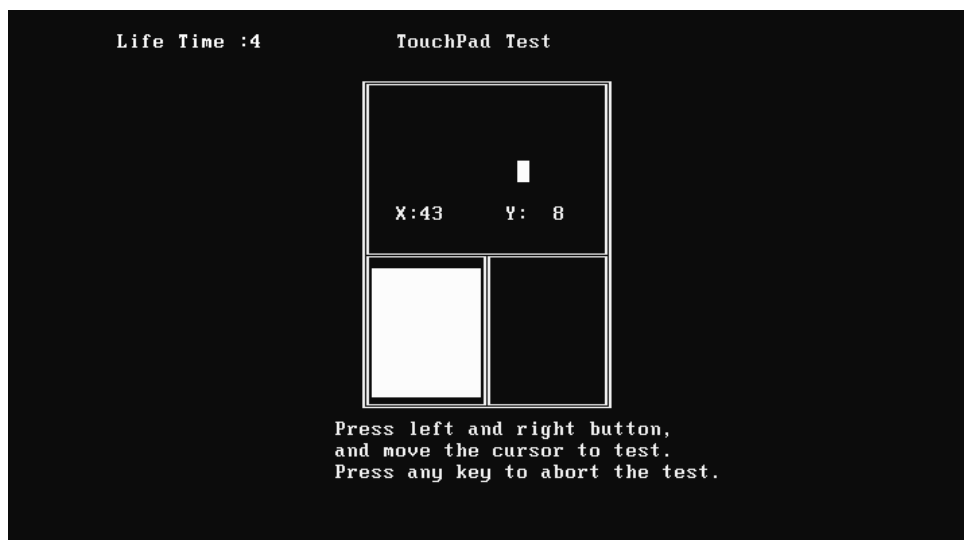 Life Time :4 TouchPad Test
X:43 Y: 8
Press left and right button,
and move the cursor to test.
Press any key to abort the test.